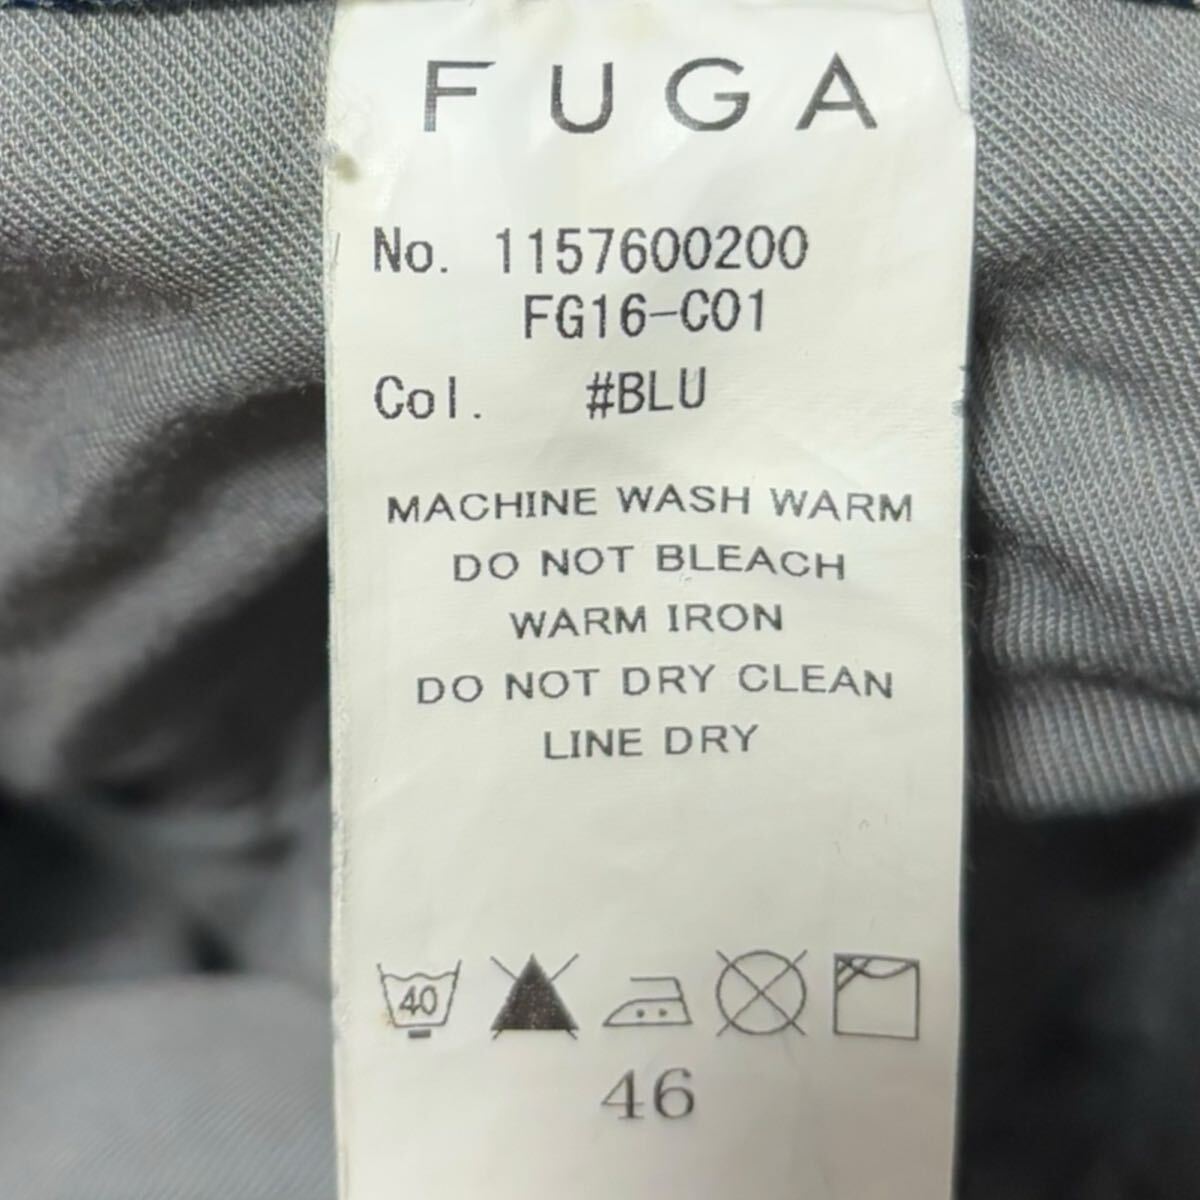 FUGA
No. 1157600200
FG16-C01
Col. #BLU
MACHINE WASH WARM
DO NOT BLEACH
WARM IRON
DO NOT DRY CLEAN
LINE DRY
40
46